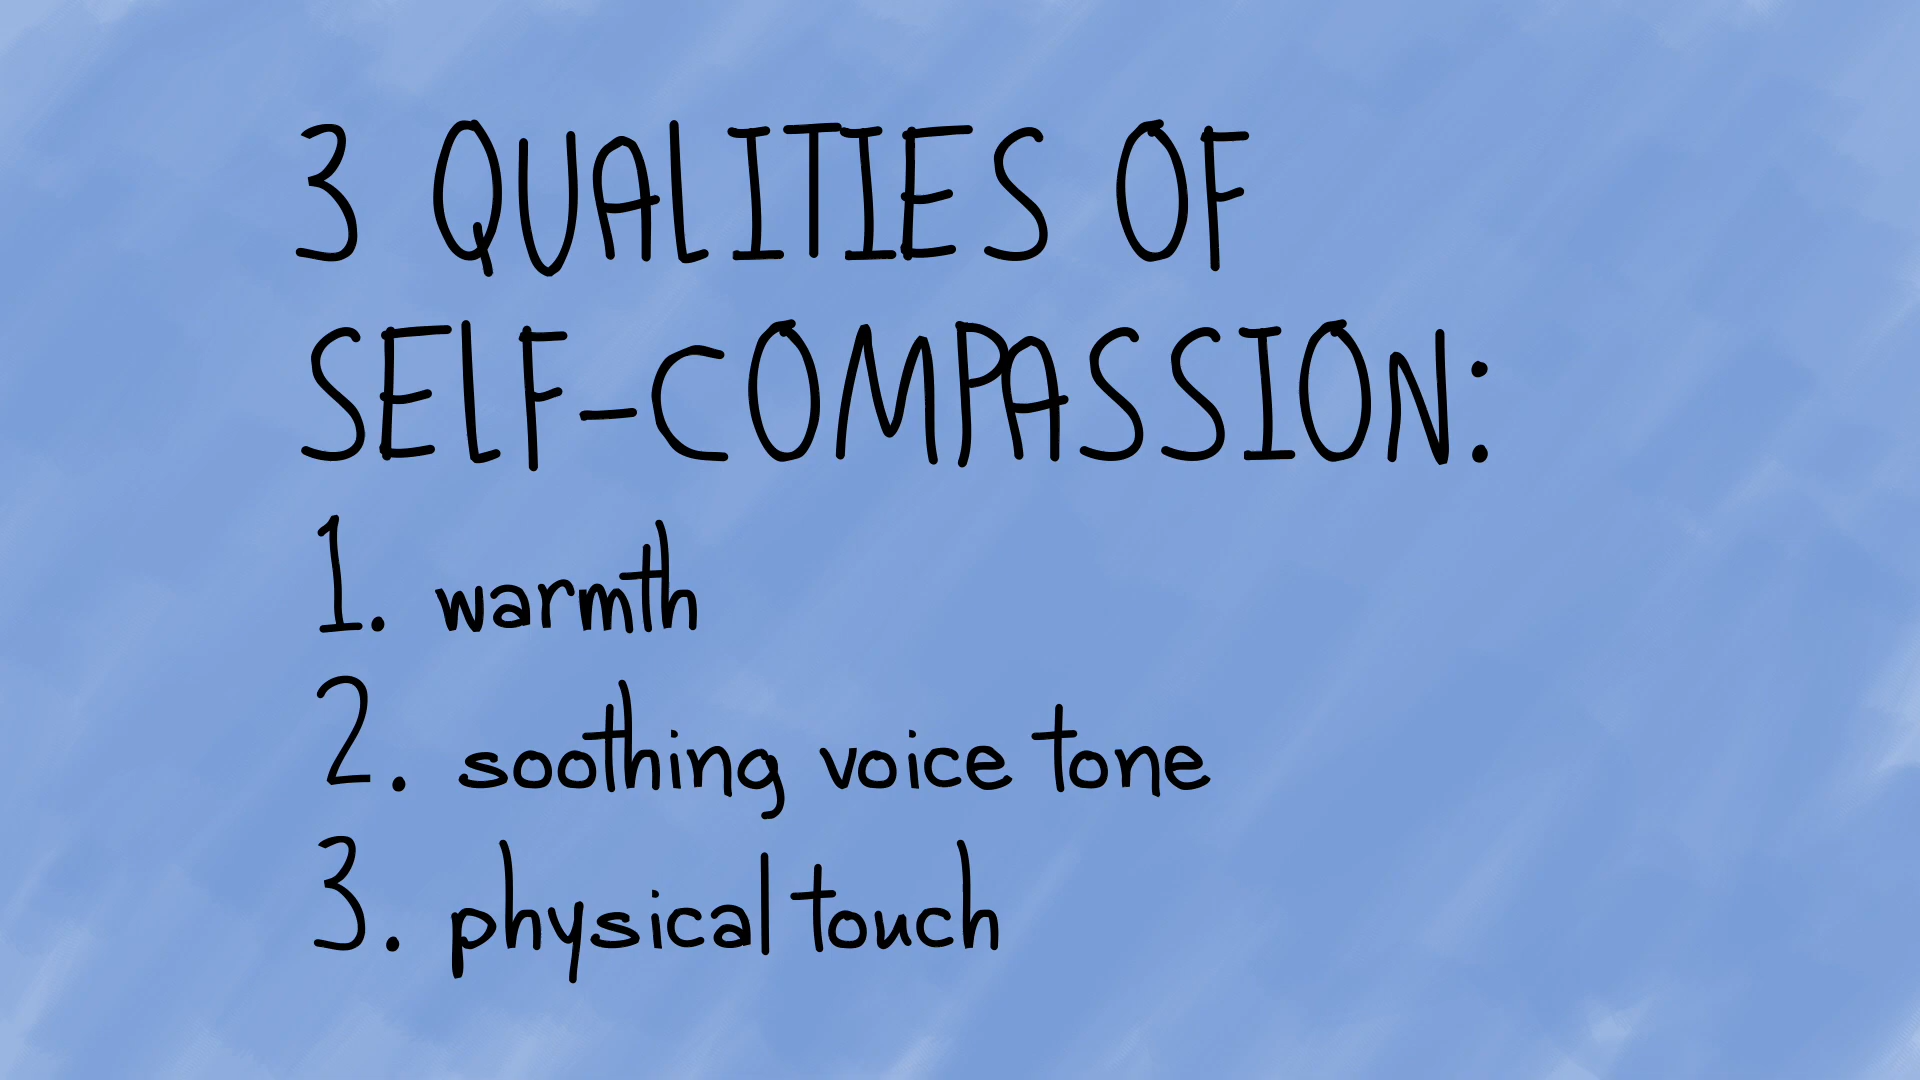 3 QUALITIES OF
SELF-COMPASSION:
1. warmth
2. soothing voice tone
3. physical touch